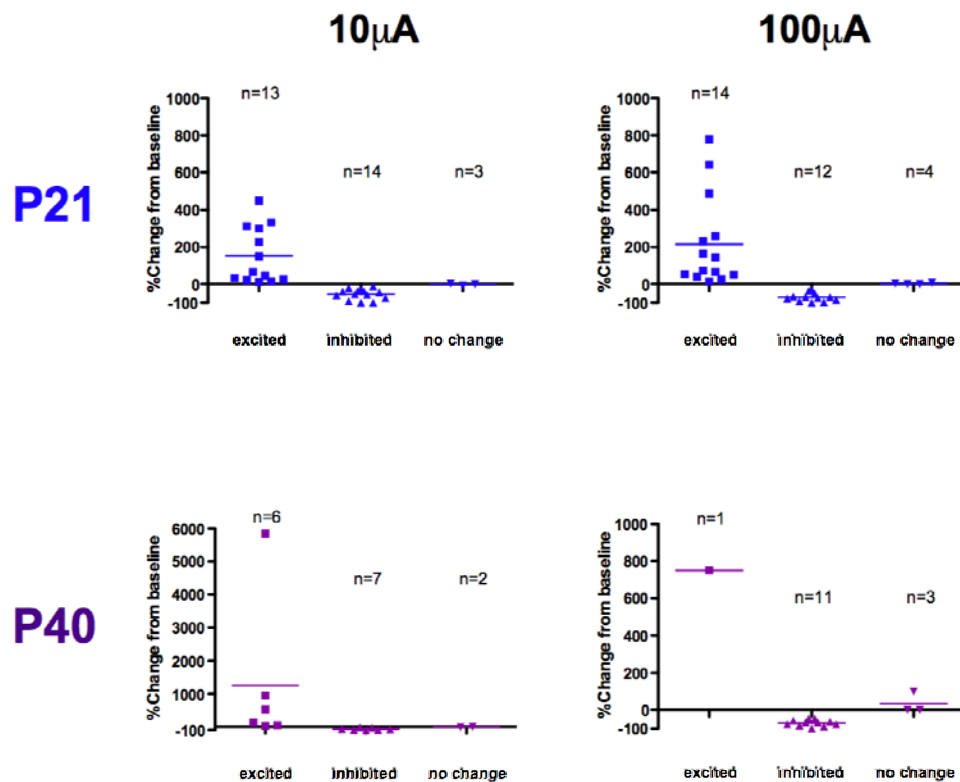 10μA
100μA
P21
%Change from baseline
1000
800
600
400
200
0
-100
n=13
n=14
n=3
excited
inhibited
no change
%Change from baseline
1000
800
600
400
200
0
-100
n=14
n=12
n=4
excited
inhibited
no change
P40
%Change from baseline
6000
5000
4000
3000
2000
1000
-100
n=6
n=7
n=2
excited
inhibited
no change
%Change from baseline
1000
800
600
400
200
0
-100
n=1
n=11
n=3
excited
inhibited
no change